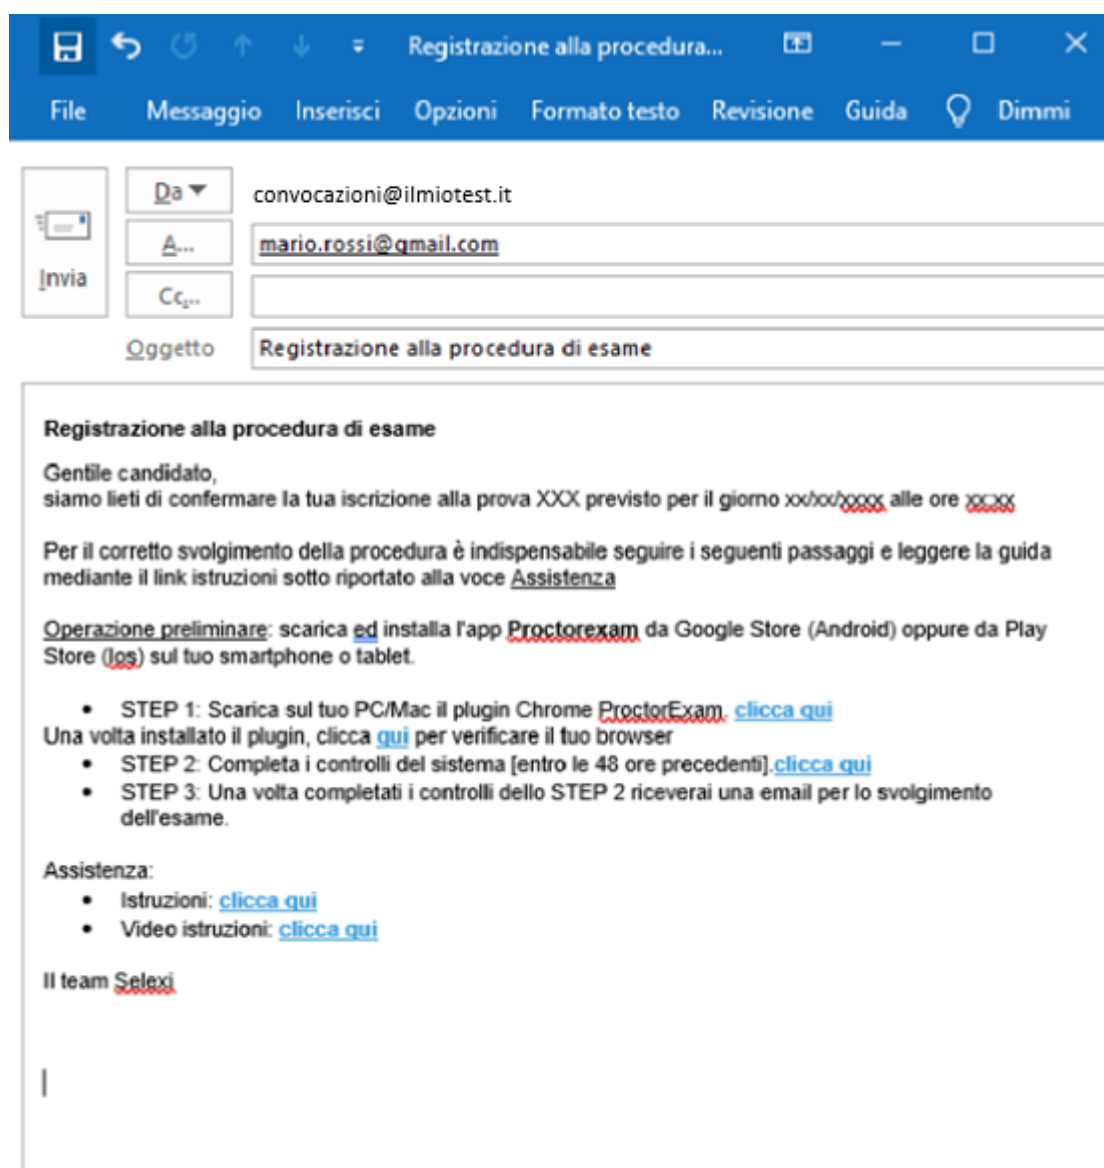 Registrazione alla procedura...
File Messaggio Inserisci Opzioni Formato testo Revisione Guida Dimmi
Da convocazioni@ilmiotest.it
A... mario.rossi@gmail.com
Invia
Cc...
Oggetto Registrazione alla procedura di esame
Registrazione alla procedura di esame
Gentile candidato,
siamo lieti di confermare la tua iscrizione alla prova XXX previsto per il giorno xx/xx/xxxx alle ore xx:xx
Per il corretto svolgimento della procedura è indispensabile seguire i seguenti passaggi e leggere la guida
mediante il link istruzioni sotto riportato alla voce Assistenza
Operazione preliminare: scarica ed installa l'app Proctorexam da Google Store (Android) oppure da Play
Store (Ios) sul tuo smartphone o tablet.
• STEP 1: Scarica sul tuo PC/Mac il plugin Chrome ProctorExam. clicca qui
Una volta installato il plugin, clicca qui per verificare il tuo browser
• STEP 2: Completa i controlli del sistema [entro le 48 ore precedenti].clicca qui
• STEP 3: Una volta completati i controlli dello STEP 2 riceverai una email per lo svolgimento
dell'esame.
Assistenza:
• Istruzioni: clicca qui
• Video istruzioni: clicca qui
Il team Selexi